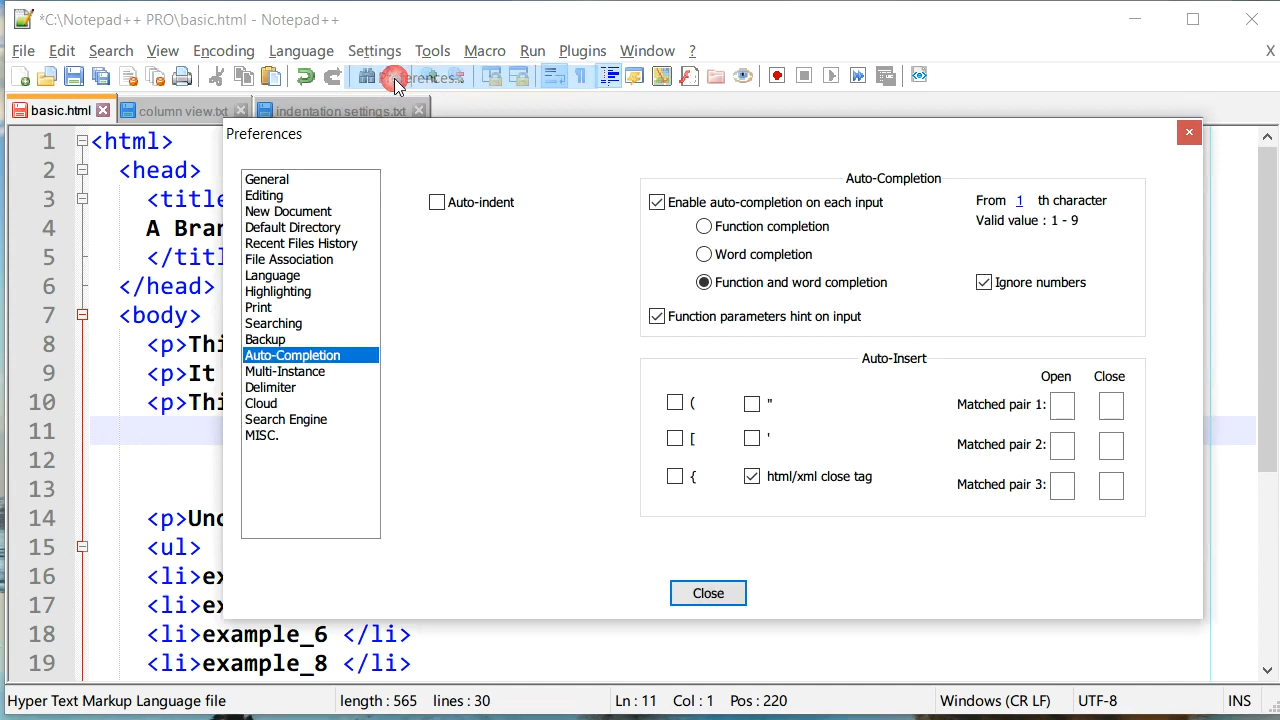 *C:\Notepad++ PRO\basic.html - Notepad++
File Edit Search View Encoding Language Settings Tools Macro Run Plugins Window ? X
Preferences...
basic.html column view.txt indentation settings.txt
Preferences
1 <html>
2 <head>
3 <title
4 A Bran
5 </titl
6 </head>
7 <body>
8 <p>Thi
9 <p>It
10 <p>Thi
11
12
13
14 <p>Unc
15 <ul>
16 <li>ex
17 <li>ex
18 <li>example_6 </li>
19 <li>example_8 </li>
General
Editing
New Document
Default Directory
Recent Files History
File Association
Language
Highlighting
Print
Searching
Backup
Auto-Completion
Multi-Instance
Delimiter
Cloud
Search Engine
MISC.
Auto-indent
Auto-Completion
Enable auto-completion on each input
From 1 th character
Valid value : 1 - 9
Function completion
Word completion
Function and word completion
Ignore numbers
Function parameters hint on input
Auto-Insert
Open Close
( " Matched pair 1:
[ ' Matched pair 2:
{ html/xml close tag Matched pair 3:
Close
Hyper Text Markup Language file length : 565 lines : 30 Ln : 11 Col : 1 Pos : 220 Windows (CR LF) UTF-8 INS